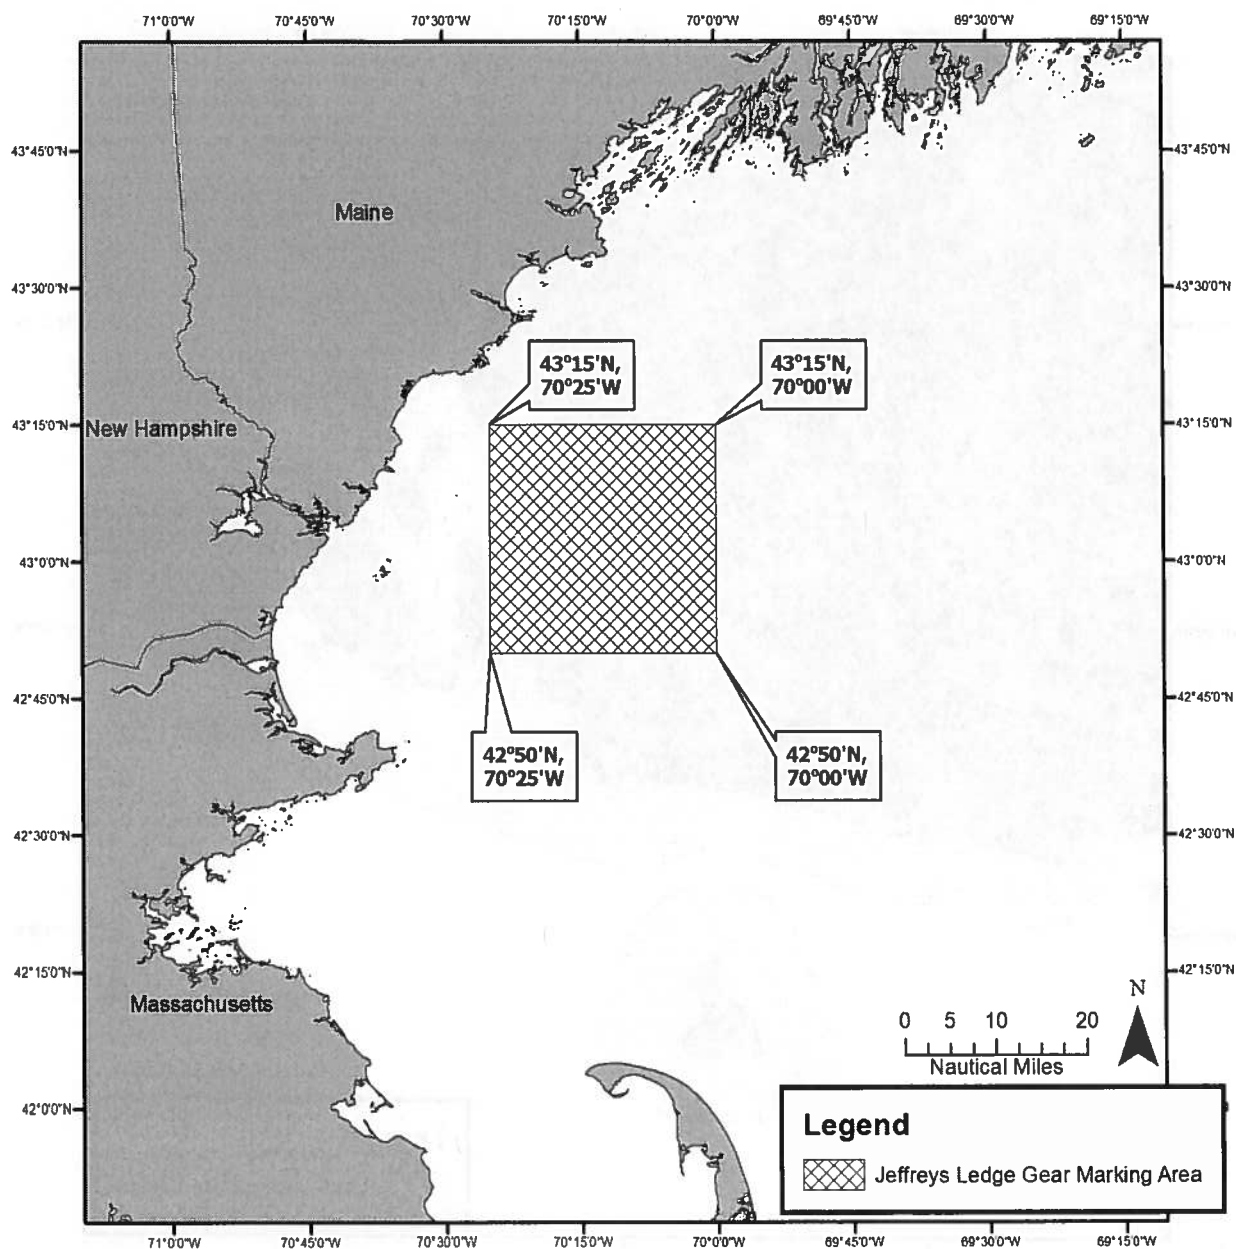 71°0'0"W 70°45'0"W 70°30'0"W 70°15'0"W 70°0'0"W 69°45'0"W 69°30'0"W 69°15'0"W
43°45'0"N 43°45'0"N
Maine
43°30'0"N 43°30'0"N
43°15'N,
70°25'W
43°15'N,
70°00'W
43°15'0"N 43°15'0"N
New Hampshire
43°0'0"N 43°0'0"N
42°45'0"N 42°45'0"N
42°50'N,
70°25'W
42°50'N,
70°00'W
42°30'0"N 42°30'0"N
42°15'0"N 42°15'0"N
Massachusetts
N
0 5 10 20
Nautical Miles
42°0'0"N
Legend
Jeffreys Ledge Gear Marking Area
71°0'0"W 70°45'0"W 70°30'0"W 70°15'0"W 70°0'0"W 69°45'0"W 69°30'0"W 69°15'0"W